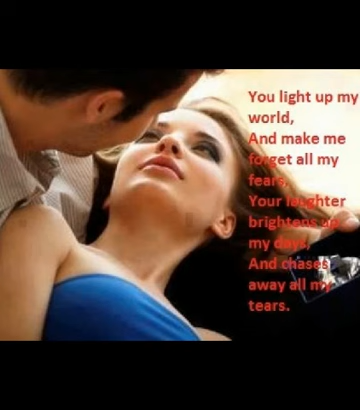 You light up my
world,
And make me
forget all my
fears,
Your laughter
brightens up
my days,
And chases
away all my
tears.